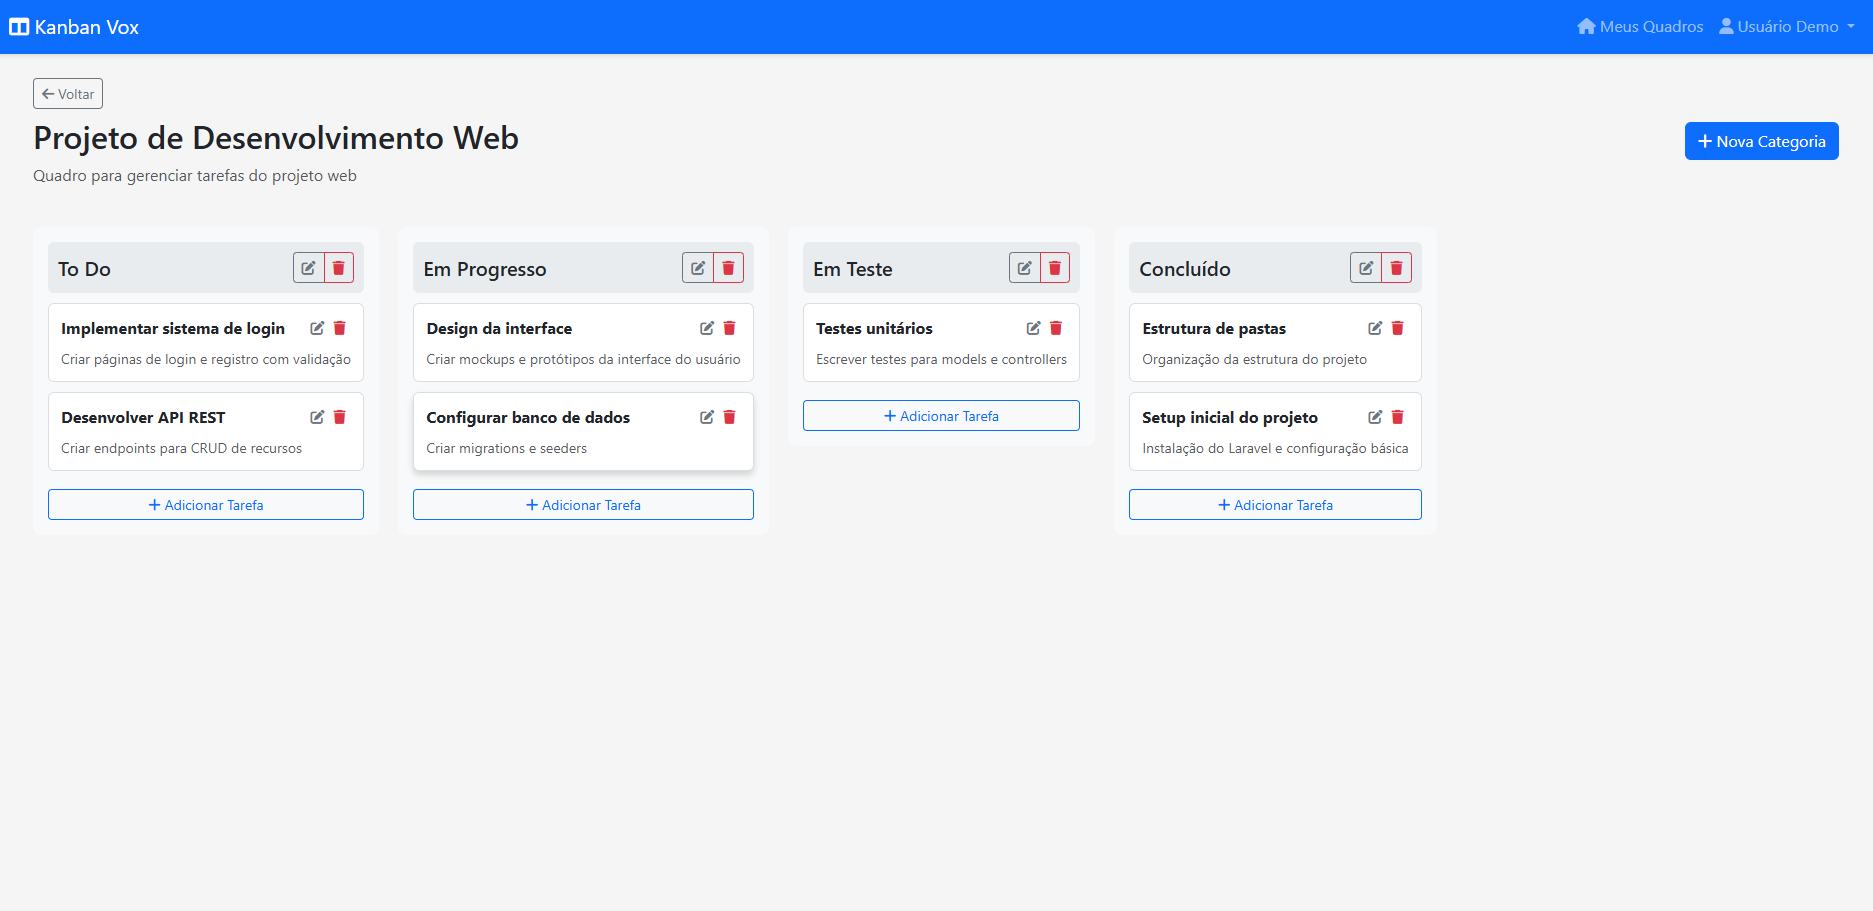 Kanban Vox
Meus Quadros
Usuário Demo
Voltar
Projeto de Desenvolvimento Web
Nova Categoria
Quadro para gerenciar tarefas do projeto web
To Do
Implementar sistema de login
Criar páginas de login e registro com validação
Desenvolver API REST
Criar endpoints para CRUD de recursos
+ Adicionar Tarefa
Em Progresso
Design da interface
Criar mockups e protótipos da interface do usuário
Configurar banco de dados
Criar migrations e seeders
+ Adicionar Tarefa
Em Teste
Testes unitários
Escrever testes para models e controllers
+ Adicionar Tarefa
Concluído
Estrutura de pastas
Organização da estrutura do projeto
Setup inicial do projeto
Instalação do Laravel e configuração básica
+ Adicionar Tarefa